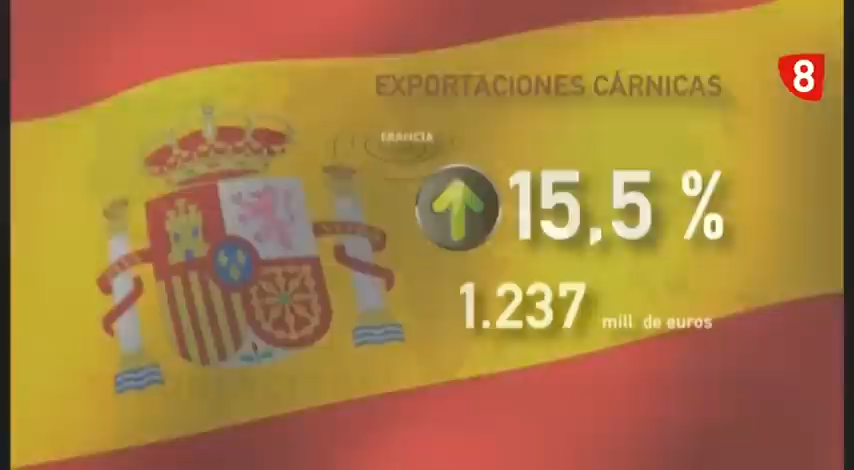 EXPORTACIONES CÁRNICAS
8
FRANCIA
15,5 %
1.237 mill. de euros